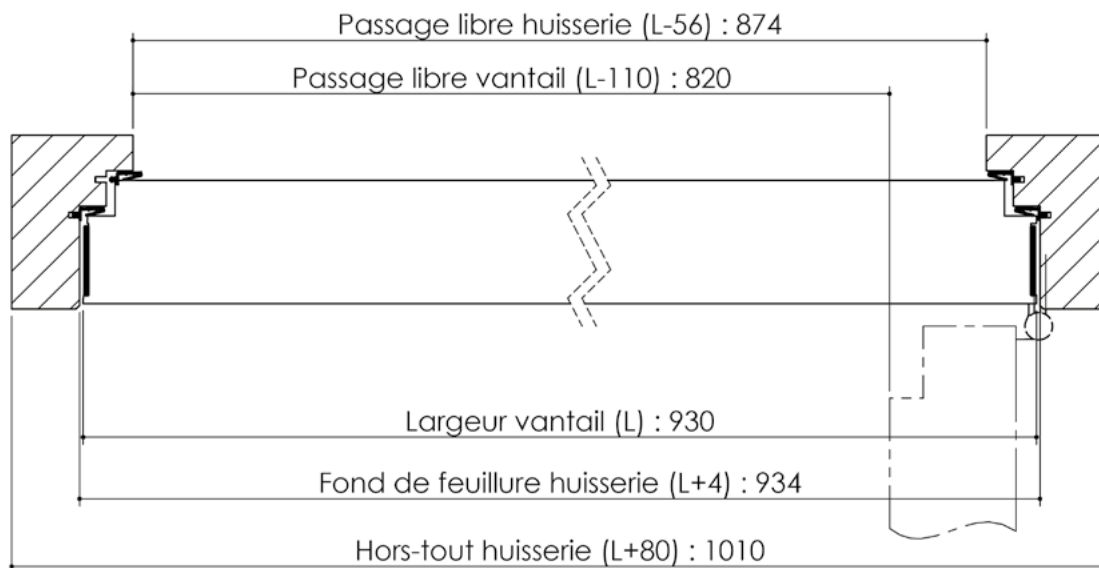 Passage libre huisserie (L-56) : 874
Passage libre vantail (L-110) : 820
Largeur vantail (L) : 930
Fond de feuillure huisserie (L+4) : 934
Hors-tout huisserie (L+80) : 1010